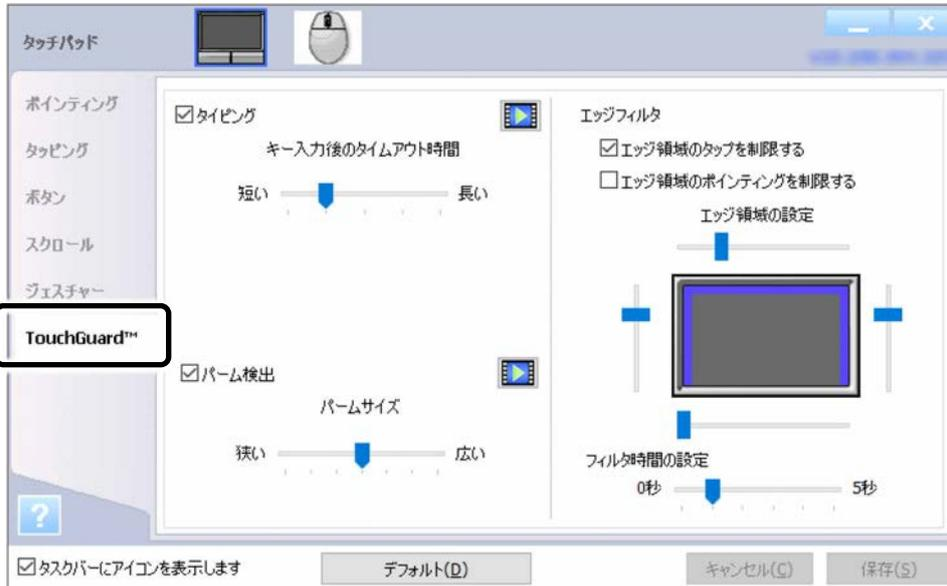 タッチパッド
ポインティング
タッピング
ボタン
スクロール
ジェスチャー
TouchGuard™
タイピング
キー入力後のタイムアウト時間
短い 長い
パーム検出
パームサイズ
狭い 広い
エッジフィルタ
エッジ領域のタップを制限する
エッジ領域のポインティングを制限する
エッジ領域の設定
フィルタ時間の設定
0秒 5秒
?
タスクバーにアイコンを表示します
デフォルト(D)
キャンセル(C)
保存(S)